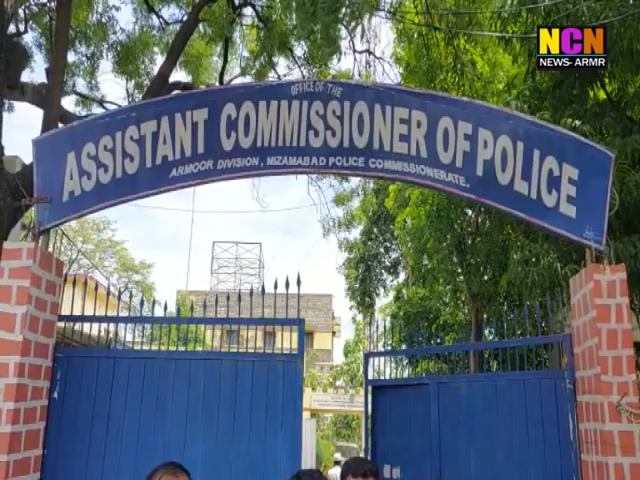 NCN
NEWS- ARMR
OFFICE OF THE
ASSISTANT COMMISSIONER OF POLICE
ARMOOR DIVISION, NIZAMABAD POLICE COMMISSIONERATE.